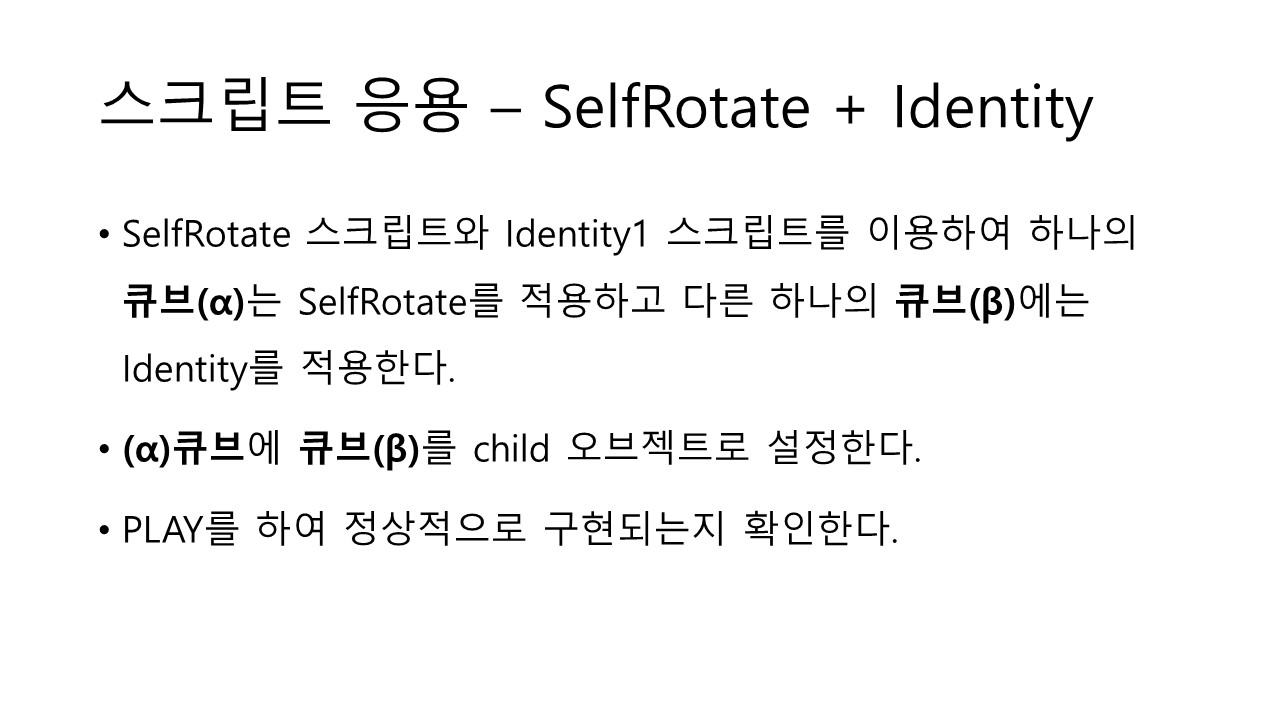 스크립트 응용 – SelfRotate + Identity
• SelfRotate 스크립트와 Identity1 스크립트를 이용하여 하나의
큐브(α)는 SelfRotate를 적용하고 다른 하나의 큐브(β)에는
Identity를 적용한다.
• (α)큐브에 큐브(β)를 child 오브젝트로 설정한다.
• PLAY를 하여 정상적으로 구현되는지 확인한다.